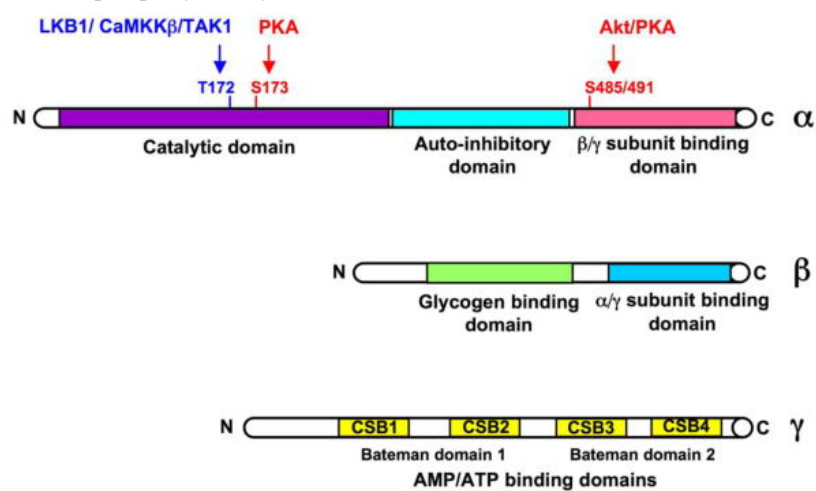 LKB1/ CaMKKβ/TAK1 PKA Akt/PKA
T172 S173 S485/491
N C α
Catalytic domain Auto-inhibitory domain β/γ subunit binding domain
N C β
Glycogen binding domain α/γ subunit binding domain
N CSB1 CSB2 CSB3 CSB4 C γ
Bateman domain 1 Bateman domain 2
AMP/ATP binding domains